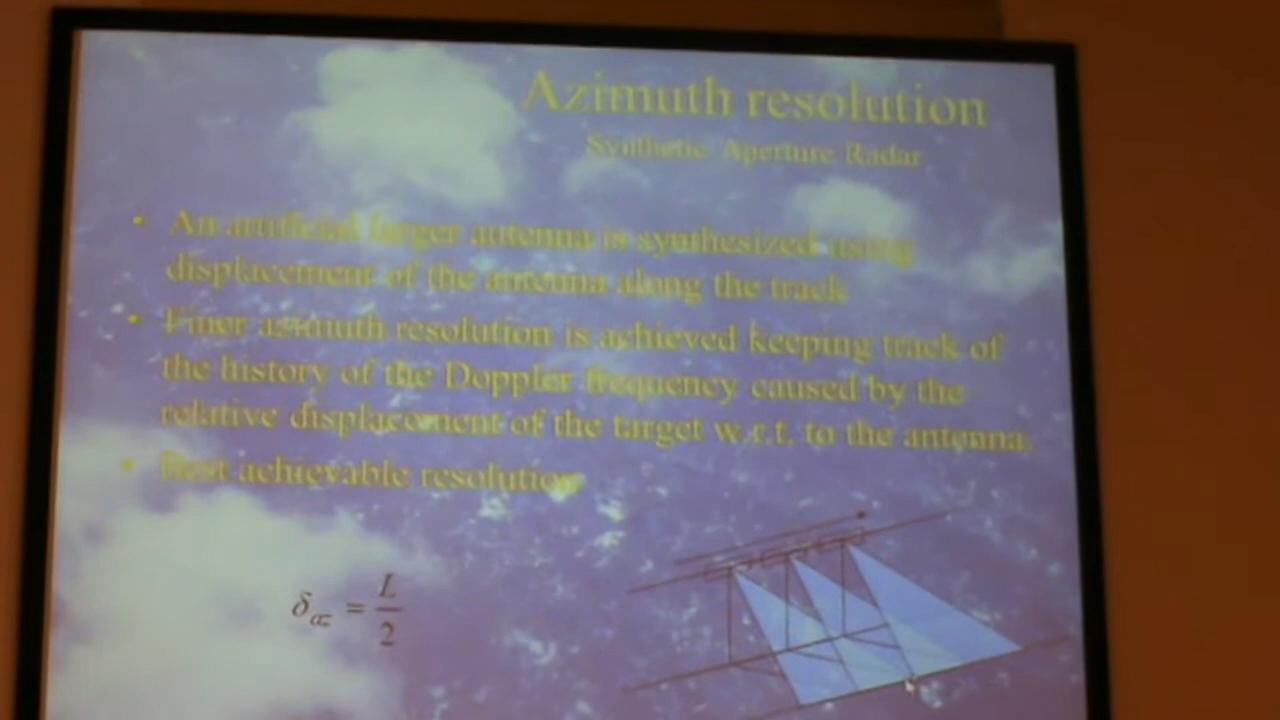 Azimuth resolution
Synthetic Aperture Radar
• An artificial larger antenna is synthesized using
displacement of the antenna along the track
• Finer azimuth resolution is achieved keeping track of
the history of the Doppler frequency caused by the
relative displacement of the target w.r.t. to the antenna.
• Best achievable resolution
δ_az = L/2